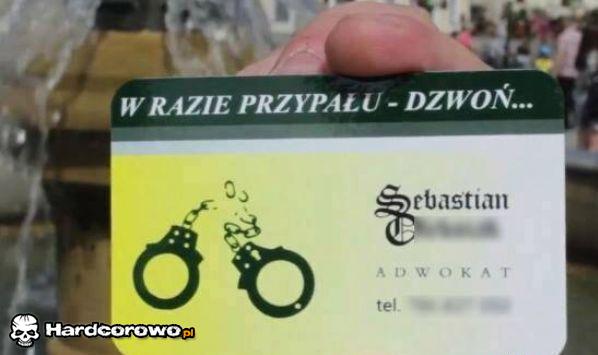 W RAZIE PRZYPAŁU - DZWOŃ...
Sebastian
ADWOKAT
tel.
Hardcorowo.pl